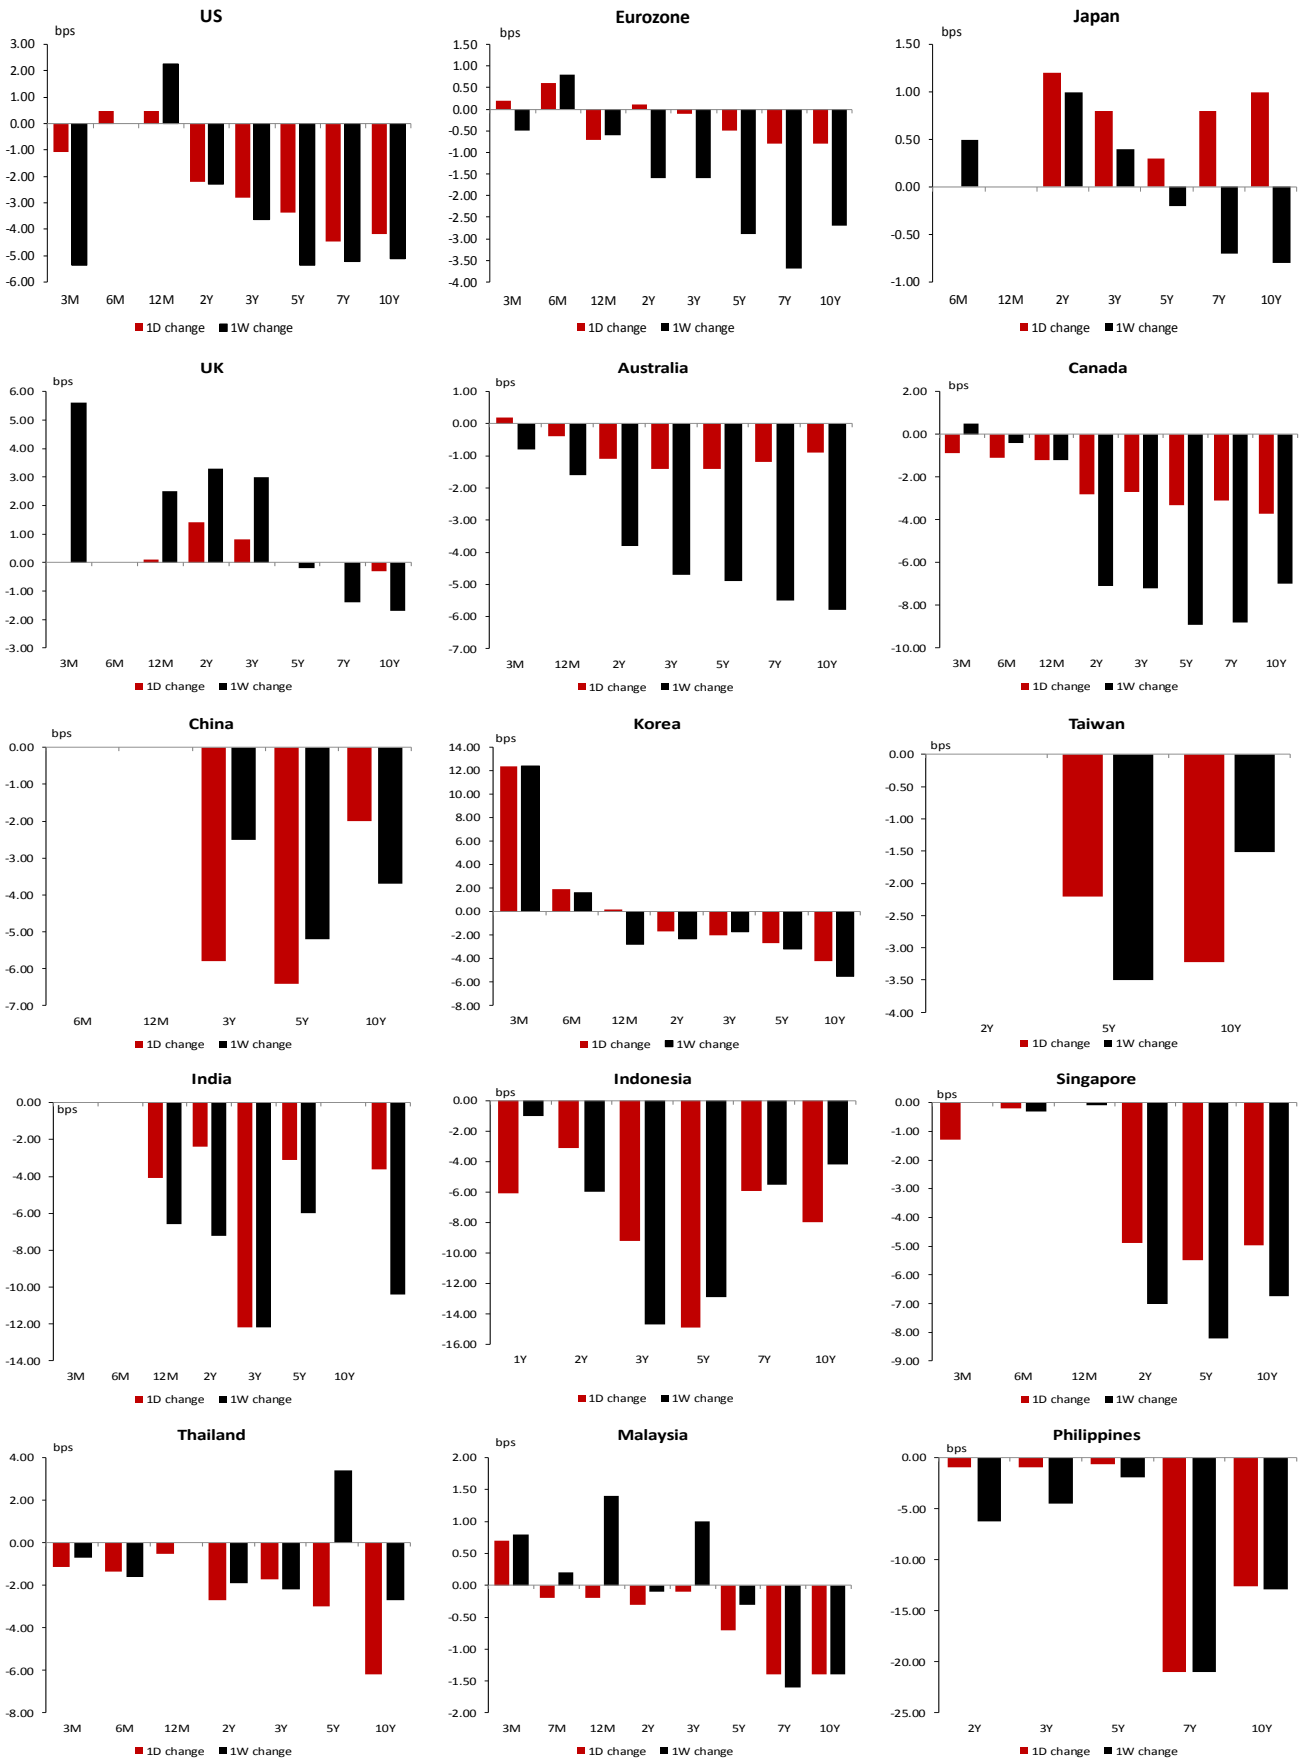 US
bps
3.00
2.00
1.00
0.00
-1.00
-2.00
-3.00
-4.00
-5.00
-6.00
3M 6M 12M 2Y 3Y 5Y 7Y 10Y
1D change 1W change
Eurozone
bps
1.50
1.00
0.50
0.00
-0.50
-1.00
-1.50
-2.00
-2.50
-3.00
-3.50
-4.00
3M 6M 12M 2Y 3Y 5Y 7Y 10Y
1D change 1W change
Japan
bps
1.50
1.00
0.50
0.00
-0.50
-1.00
6M 12M 2Y 3Y 5Y 7Y 10Y
1D change 1W change
UK
bps
6.00
5.00
4.00
3.00
2.00
1.00
0.00
-1.00
-2.00
-3.00
3M 6M 12M 2Y 3Y 5Y 7Y 10Y
1D change 1W change
Australia
bps
1.00
0.00
-1.00
-2.00
-3.00
-4.00
-5.00
-6.00
-7.00
3M 12M 2Y 3Y 5Y 7Y 10Y
1D change 1W change
Canada
bps
2.00
0.00
-2.00
-4.00
-6.00
-8.00
-10.00
3M 6M 12M 2Y 3Y 5Y 7Y 10Y
1D change 1W change
China
bps
0.00
-1.00
-2.00
-3.00
-4.00
-5.00
-6.00
-7.00
6M 12M 3Y 5Y 10Y
1D change 1W change
Korea
bps
14.00
12.00
10.00
8.00
6.00
4.00
2.00
0.00
-2.00
-4.00
-6.00
-8.00
3M 6M 12M 2Y 3Y 5Y 10Y
1D change 1W change
Taiwan
bps
0.00
-0.50
-1.00
-1.50
-2.00
-2.50
-3.00
-3.50
-4.00
2Y 5Y 10Y
1D change 1W change
India
bps
0.00
-2.00
-4.00
-6.00
-8.00
-10.00
-12.00
-14.00
3M 6M 12M 2Y 3Y 5Y 10Y
1D change 1W change
Indonesia
bps
0.00
-2.00
-4.00
-6.00
-8.00
-10.00
-12.00
-14.00
-16.00
1Y 2Y 3Y 5Y 7Y 10Y
1D change 1W change
Singapore
bps
0.00
-1.00
-2.00
-3.00
-4.00
-5.00
-6.00
-7.00
-8.00
-9.00
3M 6M 12M 2Y 5Y 10Y
1D change 1W change
Thailand
bps
4.00
2.00
0.00
-2.00
-4.00
-6.00
-8.00
3M 6M 12M 2Y 3Y 5Y 10Y
1D change 1W change
Malaysia
bps
2.00
1.50
1.00
0.50
0.00
-0.50
-1.00
-1.50
-2.00
3M 7M 12M 2Y 3Y 5Y 7Y 10Y
1D change 1W change
Philippines
bps
0.00
-5.00
-10.00
-15.00
-20.00
-25.00
2Y 3Y 5Y 7Y 10Y
1D change 1W change